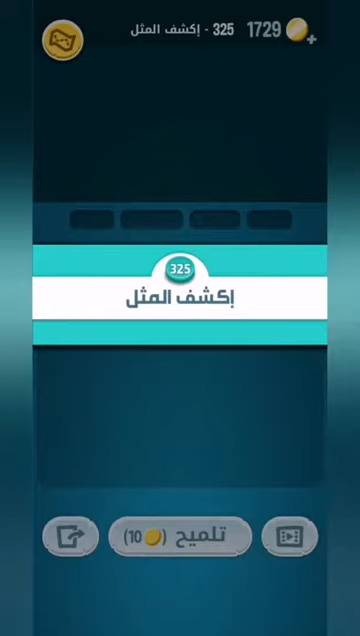 325 - إكشف المثل
1729
325
إكشف المثل
تلميح (10)